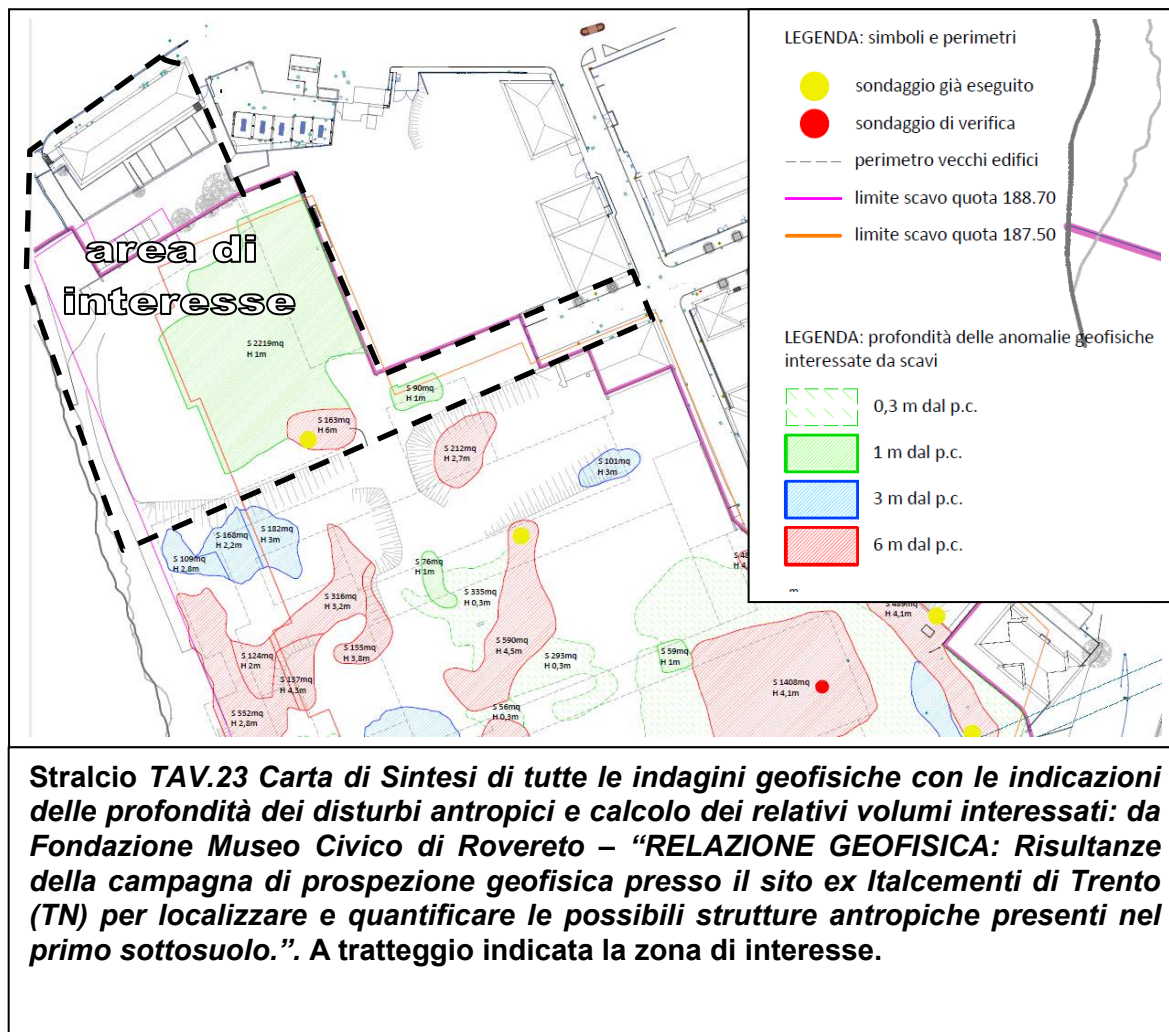 LEGENDA: simboli e perimetri
sondaggio già eseguito
sondaggio di verifica
perimetro vecchi edifici
limite scavo quota 188.70
limite scavo quota 187.50
LEGENDA: profondità delle anomalie geofisiche
interessate da scavi
0,3 m dal p.c.
1 m dal p.c.
3 m dal p.c.
6 m dal p.c.
area di
interesse
S 2219mq
H 1m
S 90mq
H 1m
S 163mq
H 6m
S 212mq
H 2,7m
S 101mq
H 3m
S 168mq
H 2,2m
S 182mq
H 3m
S 109mq
H 2,8m
S 76mq
H 1m
S 335mq
H 0,3m
S 316mq
H 3,2m
S 590mq
H 4,5m
S 155mq
H 3,8m
S 293mq
H 0,3m
S 59mq
H 1m
S 124mq
H 2m
S 137mq
H 4,3m
S 1408mq
H 4,1m
S 552mq
H 2,8m
S 56mq
H 0,3m
S 489mq
H 4,1m
Stralcio TAV.23 Carta di Sintesi di tutte le indagini geofisiche con le indicazioni
delle profondità dei disturbi antropici e calcolo dei relativi volumi interessati: da
Fondazione Museo Civico di Rovereto – “RELAZIONE GEOFISICA: Risultanze
della campagna di prospezione geofisica presso il sito ex Italcementi di Trento
(TN) per localizzare e quantificare le possibili strutture antropiche presenti nel
primo sottosuolo.”. A tratteggio indicata la zona di interesse.